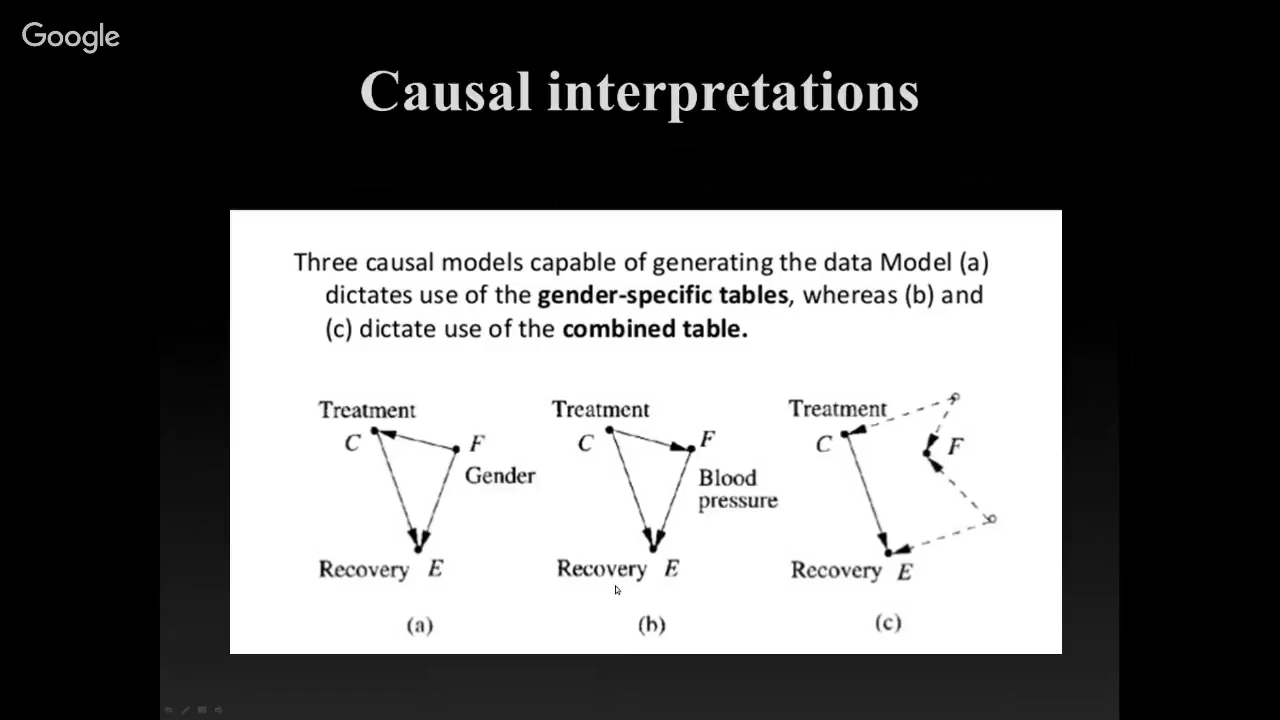 Google
Causal interpretations
Three causal models capable of generating the data Model (a)
dictates use of the gender-specific tables, whereas (b) and
(c) dictate use of the combined table.
Treatment
C
F
Gender
Recovery E
(a)
Treatment
C
F
Blood
pressure
Recovery E
(b)
Treatment
C
F
Recovery E
(c)